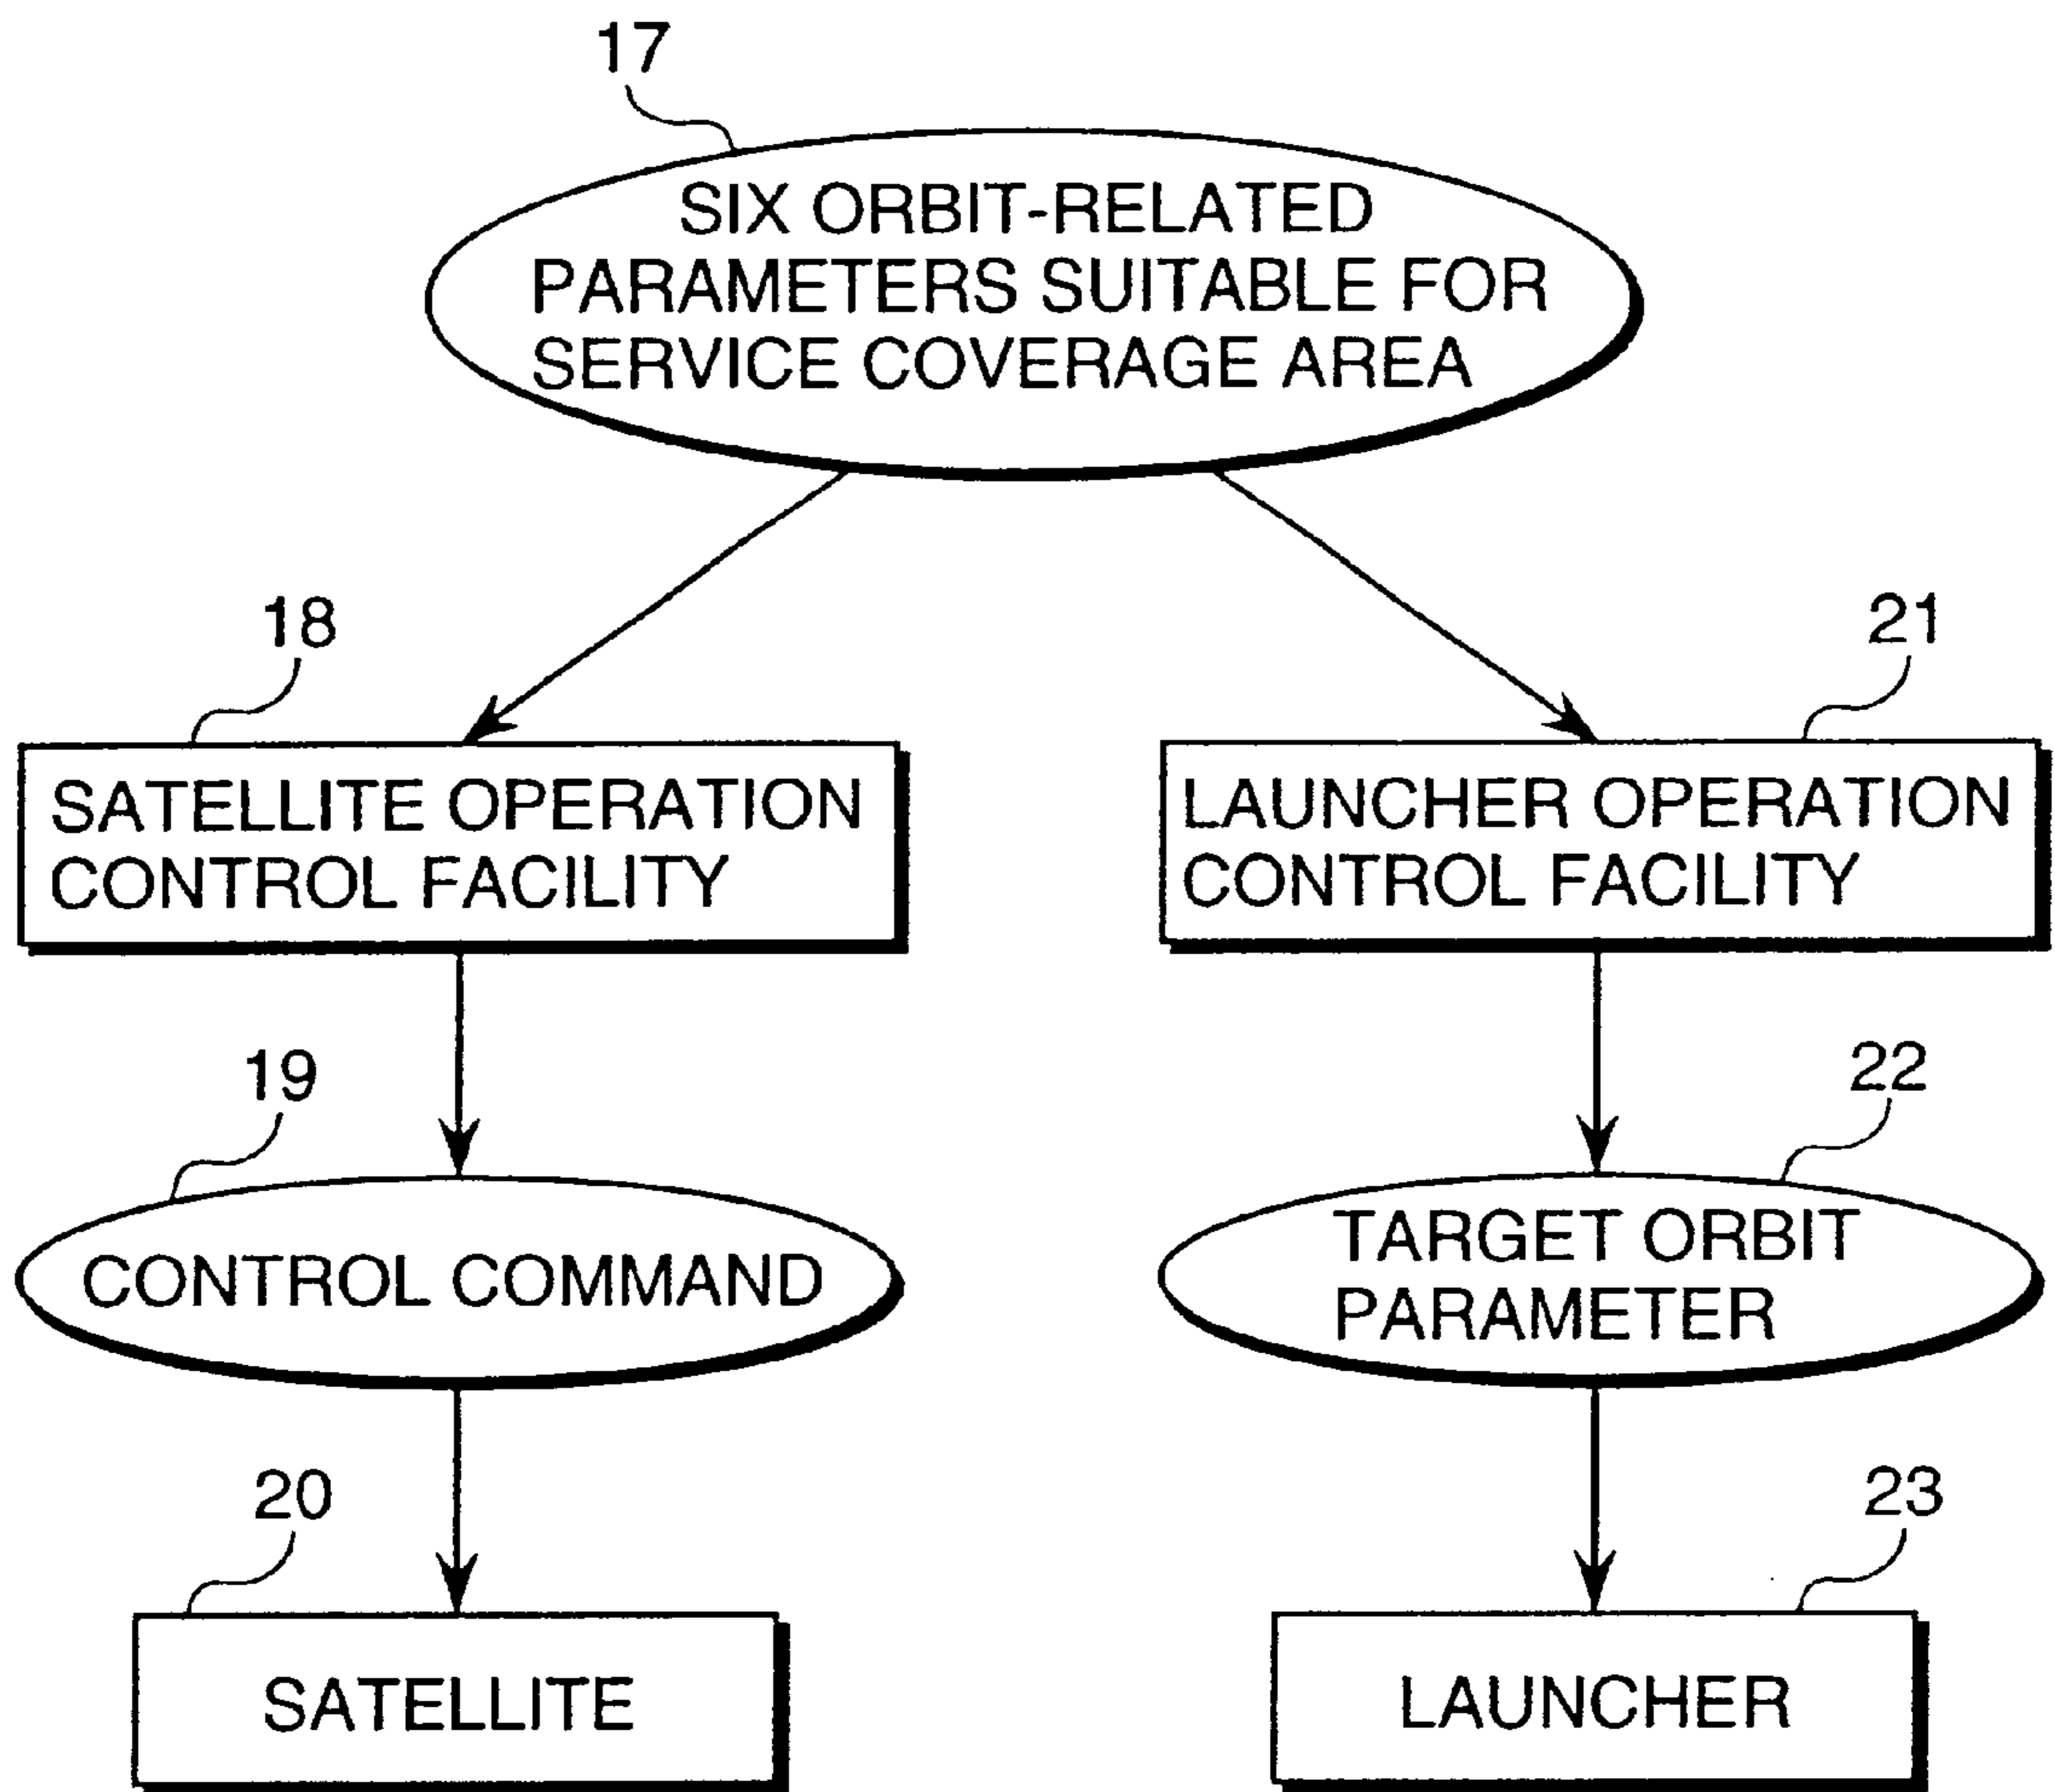 17
SIX ORBIT-RELATED
PARAMETERS SUITABLE FOR
SERVICE COVERAGE AREA
18
21
SATELLITE OPERATION
CONTROL FACILITY
LAUNCHER OPERATION
CONTROL FACILITY
19
22
CONTROL COMMAND
TARGET ORBIT
PARAMETER
20
23
SATELLITE
LAUNCHER